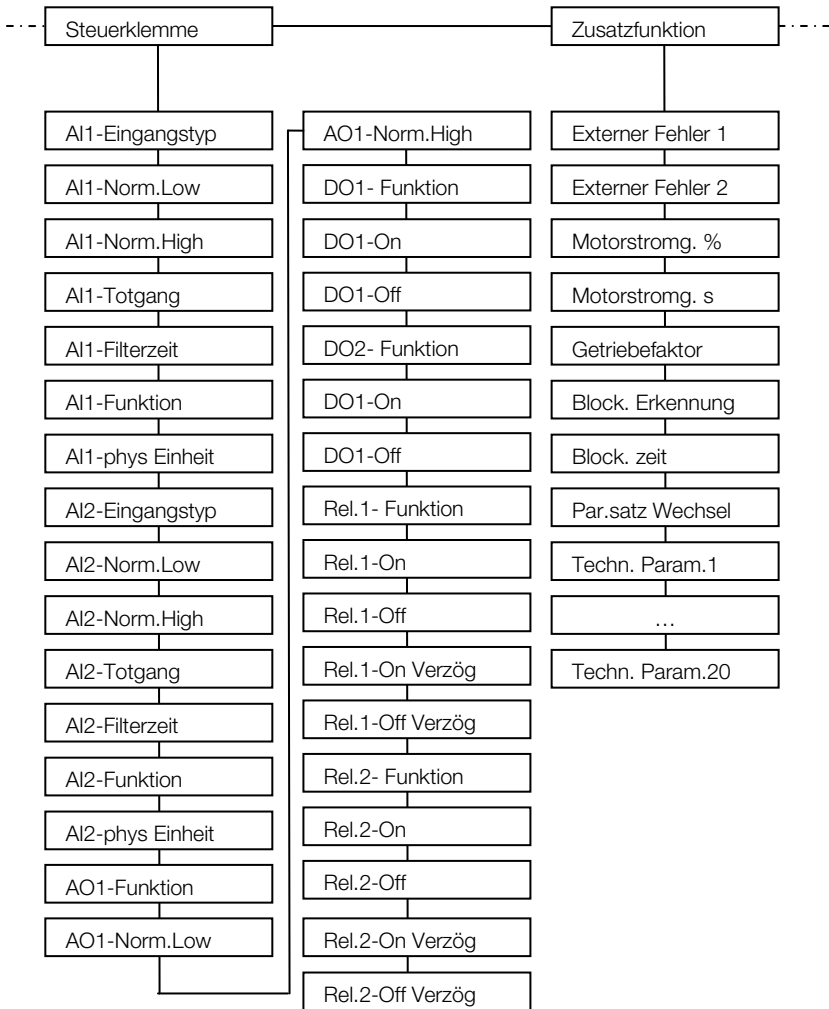 Steuerklemme
Zusatzfunktion
AI1-Eingangstyp
AI1-Norm.Low
AI1-Norm.High
AI1-Totgang
AI1-Filterzeit
AI1-Funktion
AI1-phys Einheit
AI2-Eingangstyp
AI2-Norm.Low
AI2-Norm.High
AI2-Totgang
AI2-Filterzeit
AI2-Funktion
AI2-phys Einheit
AO1-Funktion
AO1-Norm.Low
AO1-Norm.High
DO1- Funktion
DO1-On
DO1-Off
DO2- Funktion
DO1-On
DO1-Off
Rel.1- Funktion
Rel.1-On
Rel.1-Off
Rel.1-On Verzög
Rel.1-Off Verzög
Rel.2- Funktion
Rel.2-On
Rel.2-Off
Rel.2-On Verzög
Rel.2-Off Verzög
Externer Fehler 1
Externer Fehler 2
Motorstromg. %
Motorstromg. s
Getriebefaktor
Block. Erkennung
Block. zeit
Par.satz Wechsel
Techn. Param.1
…
Techn. Param.20